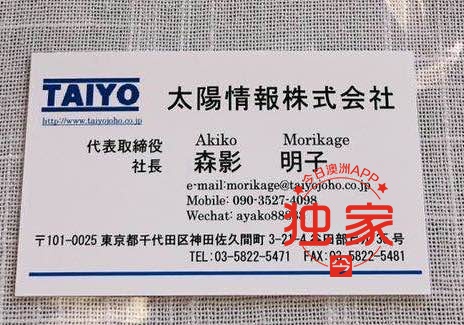 TAIYO
太陽情報株式会社
http://www.taiyojoho.co.jp
Akiko Morikage
代表取締役
社長
森影 明子
e-mail:morikage@taiyojoho.co.jp
Mobile: 090-3527-4098
Wechat:
今日澳洲APP
独家
〒101-0025 東京都千代田区神田佐久間町 3-21-4
TEL:03-5822-5471 FAX:03-5822-5481